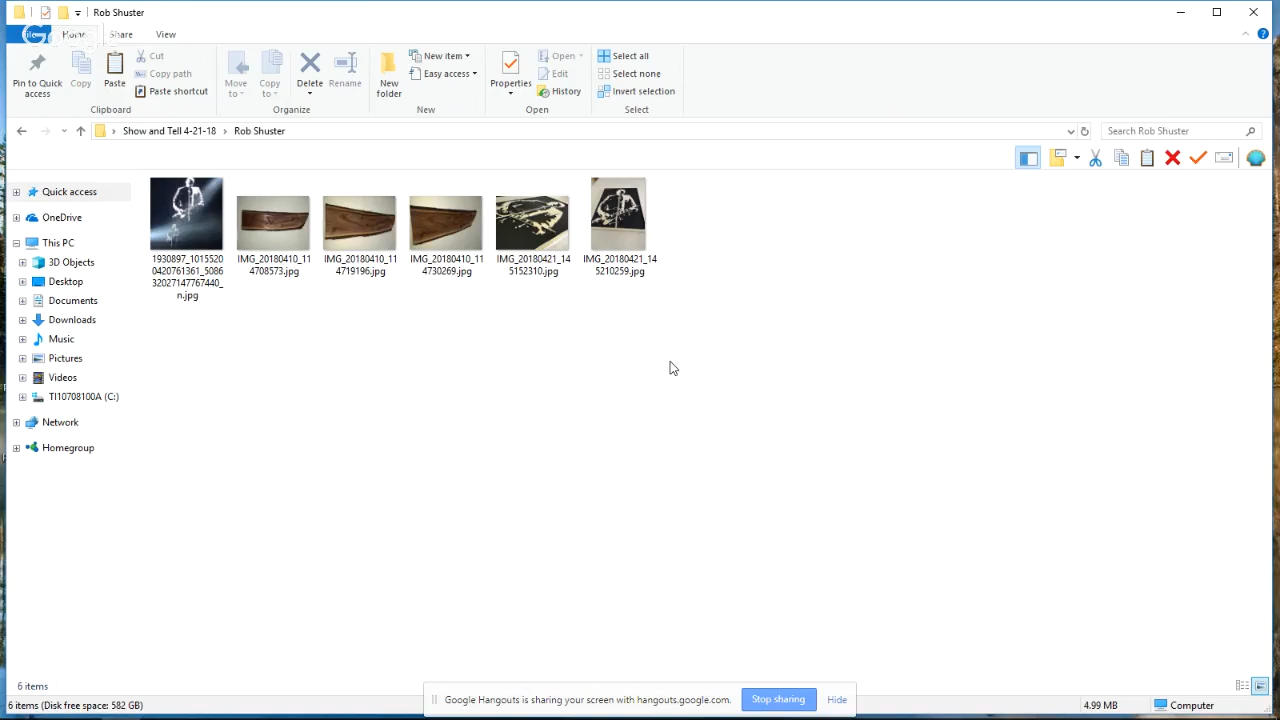 Rob Shuster
Home Share View
Pin to Quick access
Copy
Paste
Cut
Copy path
Paste shortcut
Clipboard
Move to
Copy to
Delete
Rename
Organize
New folder
New item
Easy access
New
Properties
Open
Edit
History
Open
Select all
Select none
Invert selection
Select
Show and Tell 4-21-18 Rob Shuster
Search Rob Shuster
Quick access
OneDrive
This PC
3D Objects
Desktop
Documents
Downloads
Music
Pictures
Videos
TI10708100A (C:)
Network
Homegroup
1930897_1015520
0420761361_5086
32027147767440_
n.jpg
IMG_20180410_11
4708573.jpg
IMG_20180410_11
4719196.jpg
IMG_20180410_11
4730269.jpg
IMG_20180421_14
5152310.jpg
IMG_20180421_14
5210259.jpg
6 items
Google Hangouts is sharing your screen with hangouts.google.com. Stop sharing Hide
6 items (Disk free space: 582 GB) 4.99 MB Computer